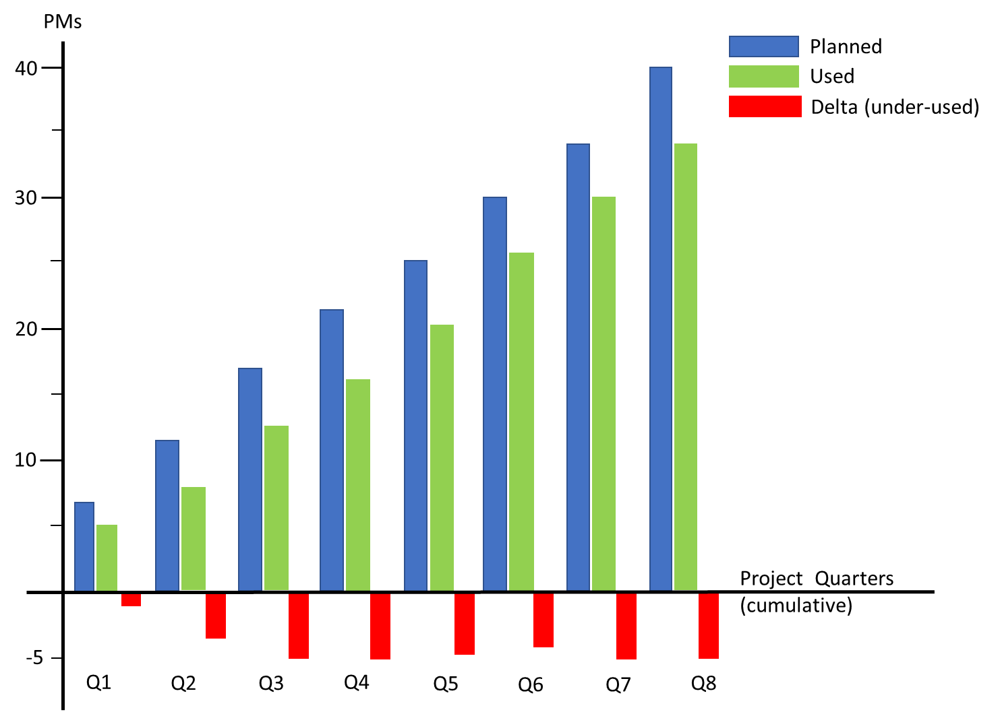 PMs
Planned
Used
Delta (under-used)
40
30
20
10
Project Quarters
(cumulative)
-5
Q1 Q2 Q3 Q4 Q5 Q6 Q7 Q8